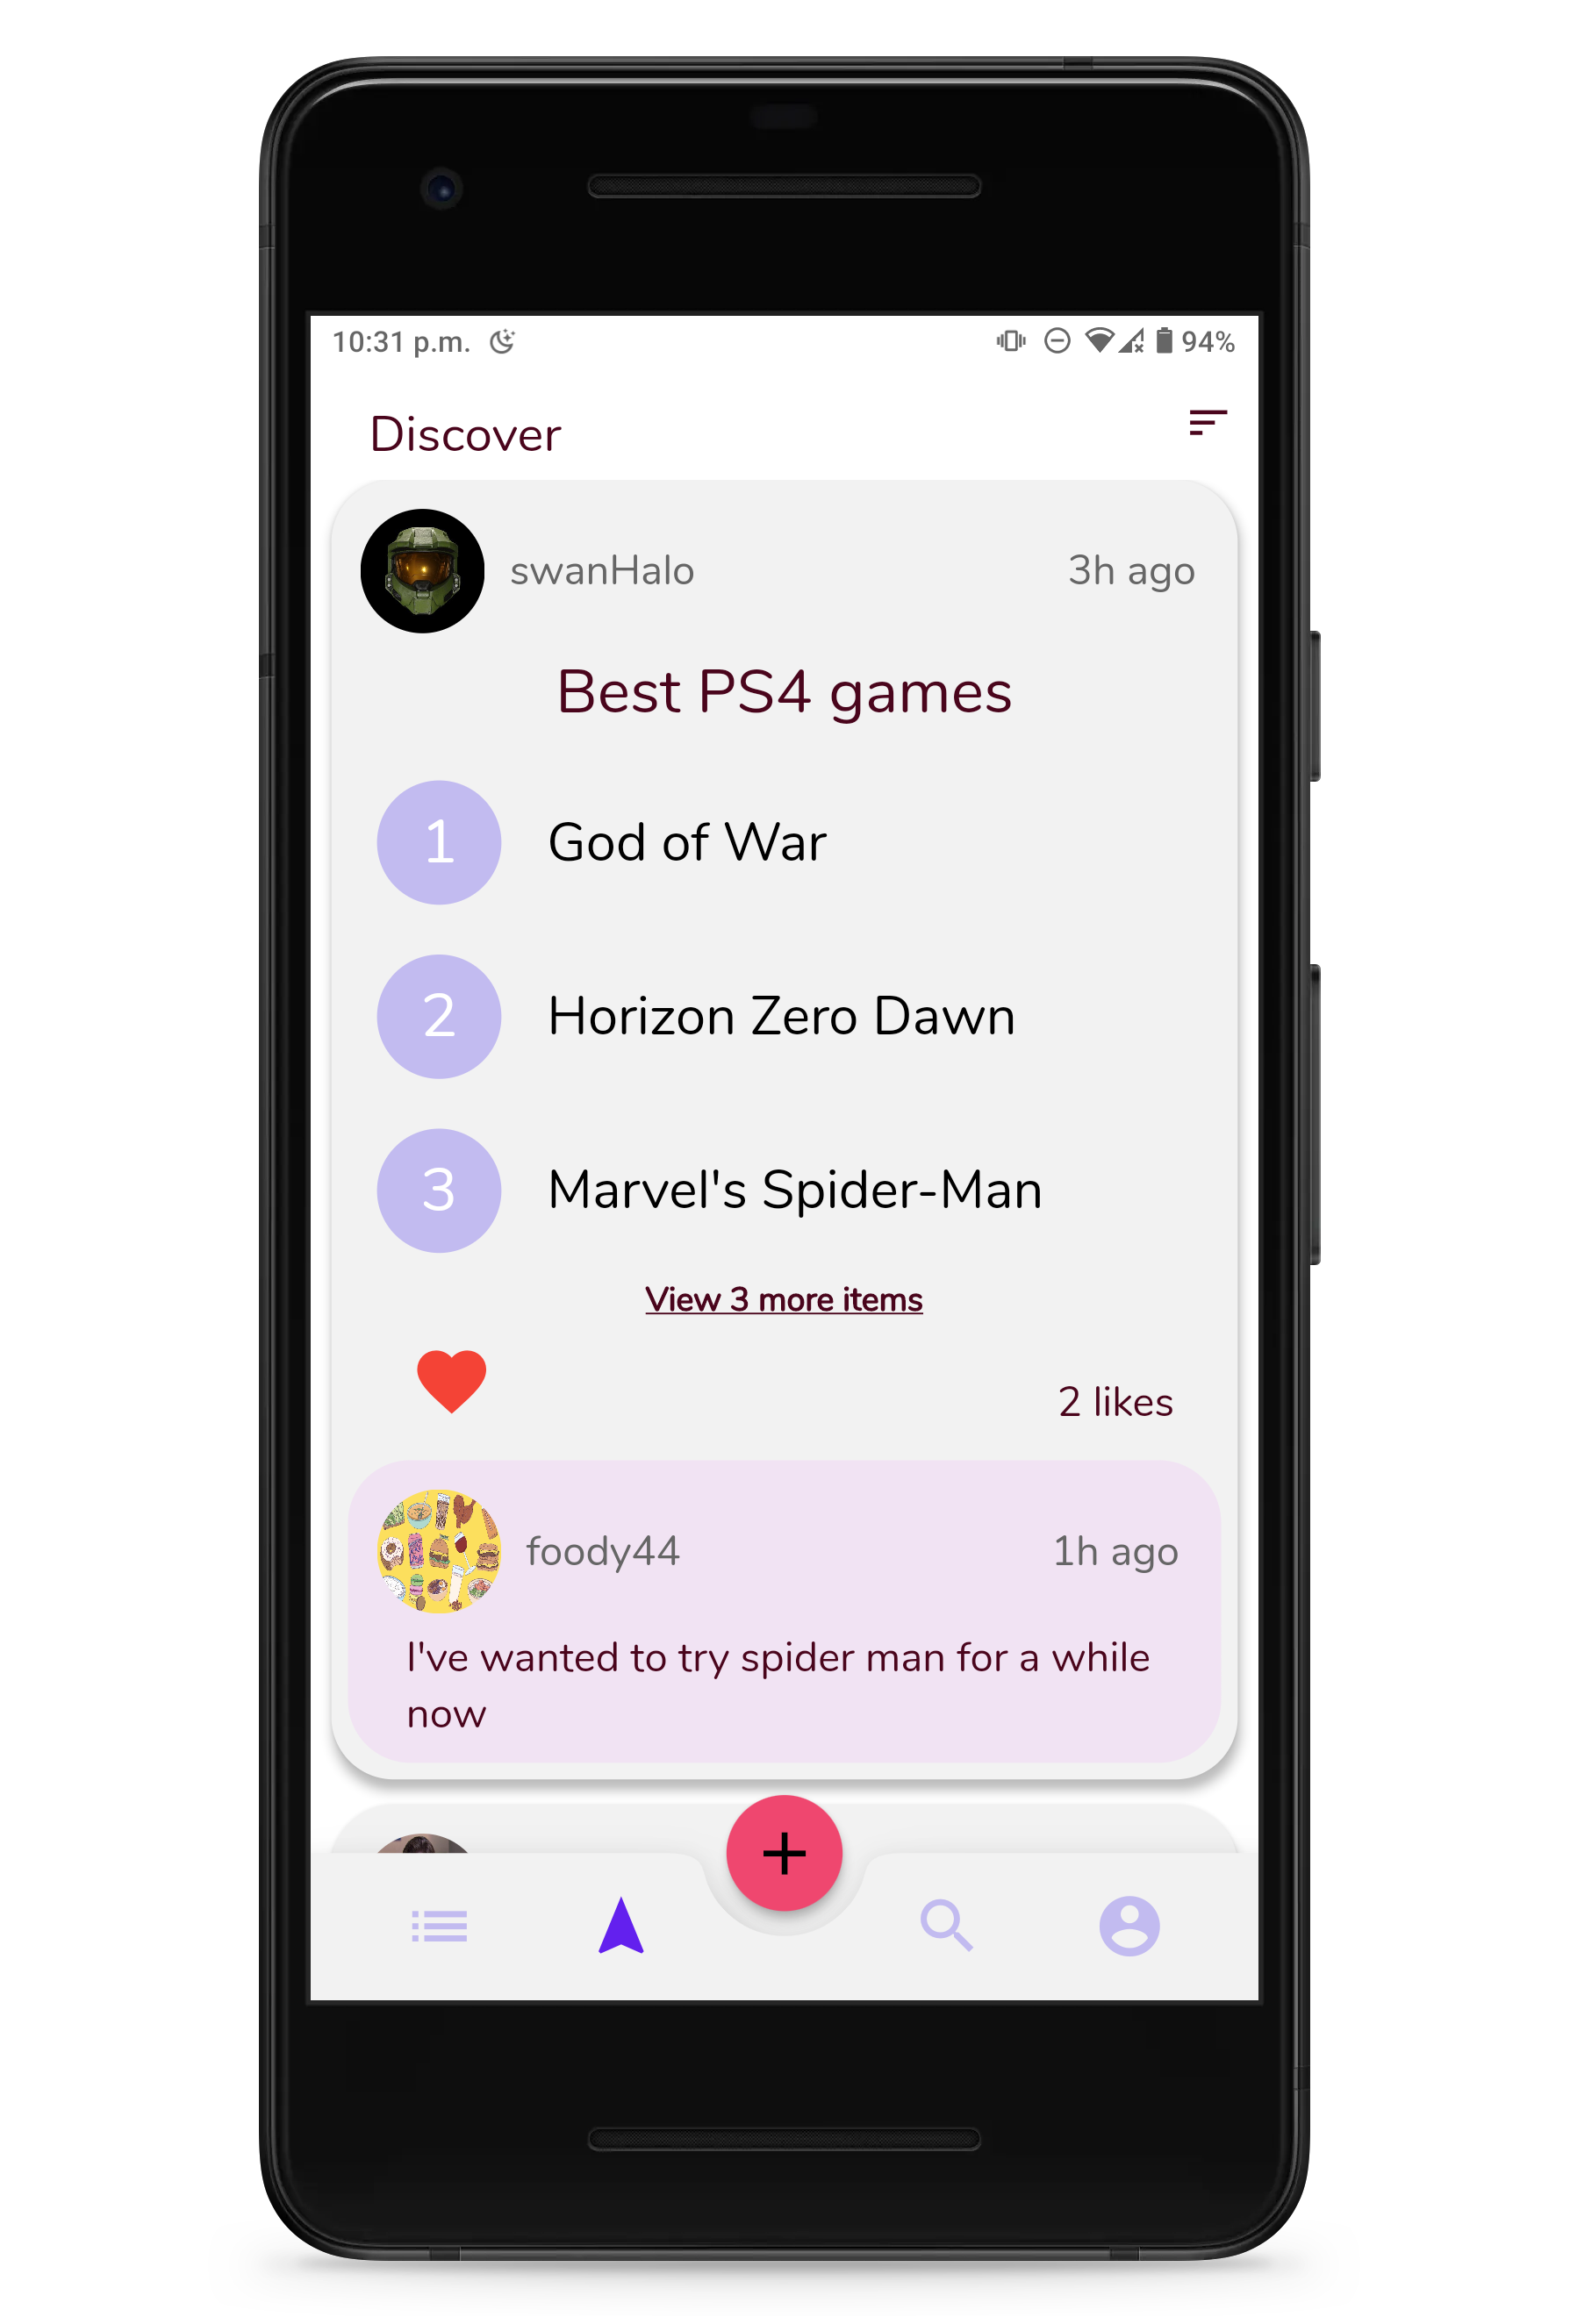 10:31 p.m. 94%
Discover
swanHalo 3h ago
Best PS4 games
1 God of War
2 Horizon Zero Dawn
3 Marvel's Spider-Man
View 3 more items
2 likes
foody44 1h ago
I've wanted to try spider man for a while
now